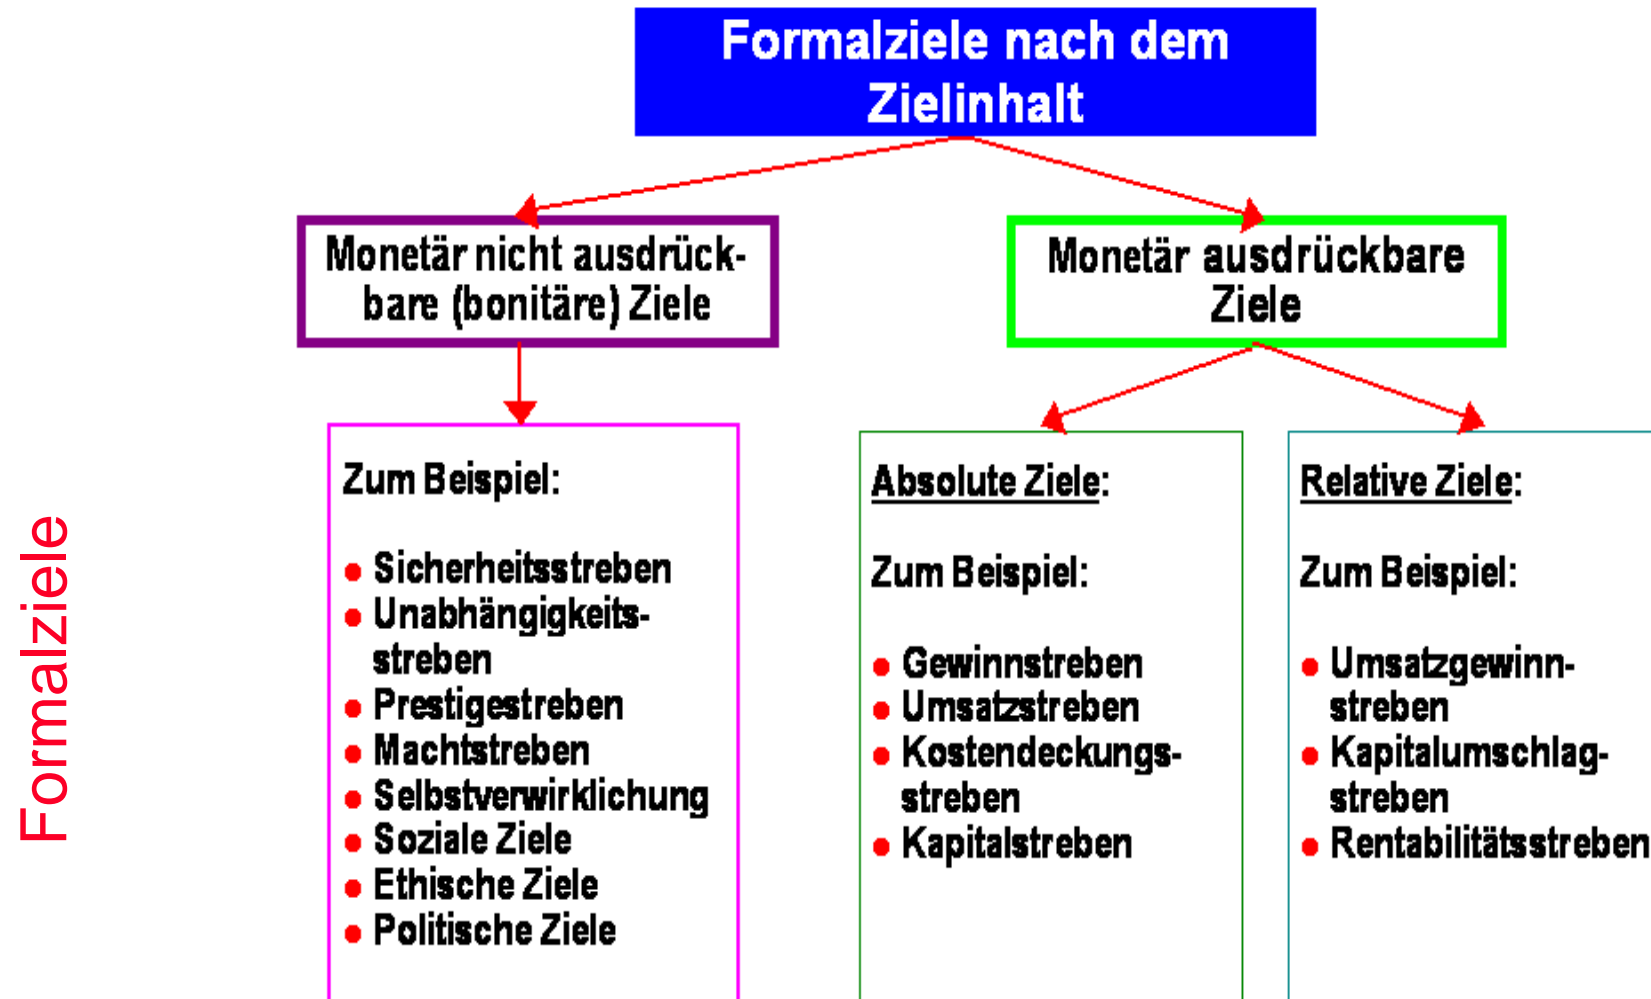 Formalziele
Formalziele nach dem
Zielinhalt
Monetär nicht ausdrück-
bare (bonitäre) Ziele
Zum Beispiel:
Sicherheitsstreben
Unabhängigkeits-
streben
Prestigestreben
Machtstreben
Selbstverwirklichung
Soziale Ziele
Ethische Ziele
Politische Ziele
Monetär ausdrückbare
Ziele
Absolute Ziele:
Zum Beispiel:
Gewinnstreben
Umsatzstreben
Kostendeckungs-
streben
Kapitalstreben
Relative Ziele:
Zum Beispiel:
Umsatzgewinn-
streben
Kapitalumschlag-
streben
Rentabilitätsstreben